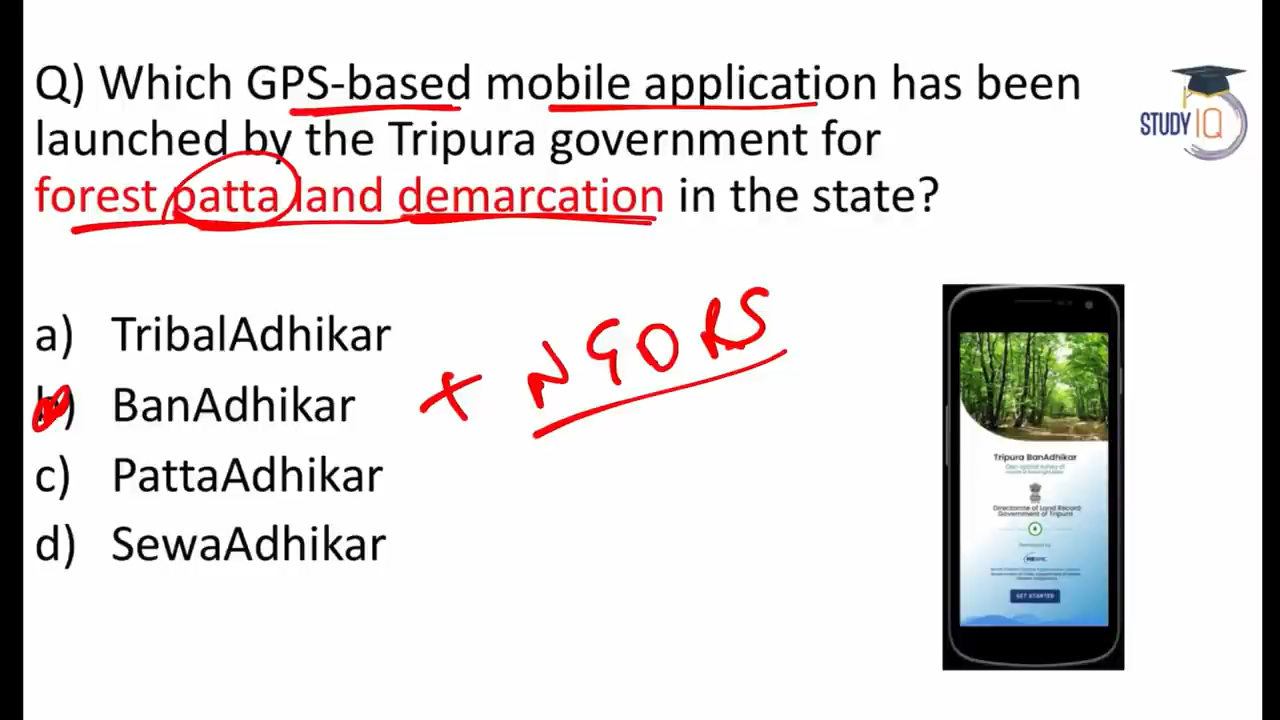 Q) Which GPS-based mobile application has been
launched by the Tripura government for
forest patta land demarcation in the state?
STUDY IQ
a) TribalAdhikar
b) BanAdhikar
c) PattaAdhikar
d) SewaAdhikar
+ NGDRS
Tripura BanAdhikar
Directorate of Land Record
Government of Tripura
GET STARTED